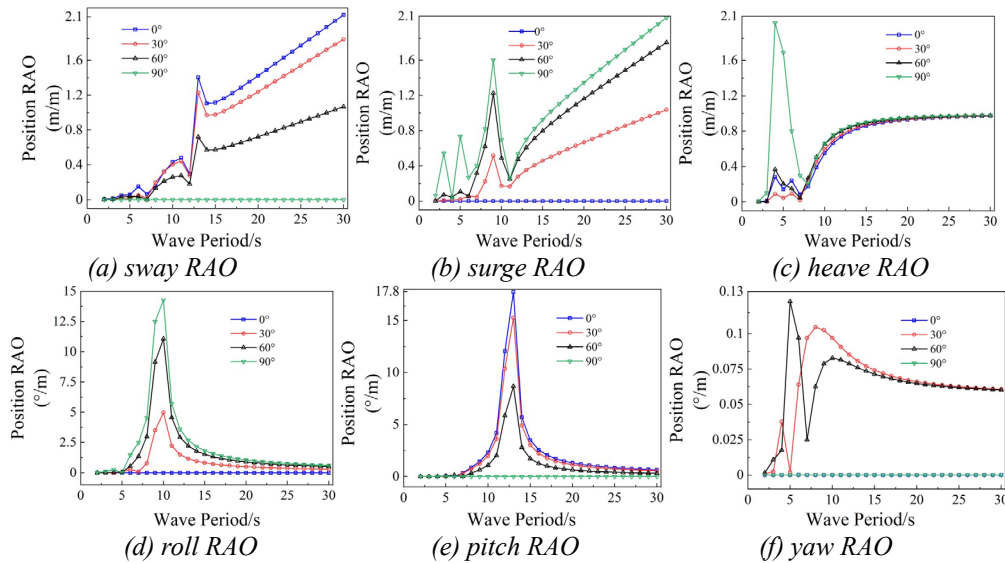 2.1
1.6
1.2
0.8
0.4
0
Position RAO
(m/m)
0°
30°
60°
90°
0 5 10 15 20 25 30
Wave Period/s
(a) sway RAO
2.1
1.6
1.2
0.8
0.4
0
Position RAO
(m/m)
0°
30°
60°
90°
0 5 10 15 20 25 30
Wave Period/s
(b) surge RAO
2.1
1.8
1.2
0.6
0
Position RAO
(m/m)
0°
30°
60°
90°
0 5 10 15 20 25 30
Wave Period/s
(c) heave RAO
15
12.5
10
7.5
5
2.5
0
Position RAO
(°/m)
0°
30°
60°
90°
0 5 10 15 20 25 30
Wave Period/s
(d) roll RAO
17.8
15
10
5
0
Position RAO
(°/m)
0°
30°
60°
90°
0 5 10 15 20 25 30
Wave Period/s
(e) pitch RAO
0.13
0.1
0.075
0.05
0.025
0
Position RAO
(°/m)
0°
30°
60°
90°
0 5 10 15 20 25 30
Wave Period/s
(f) yaw RAO